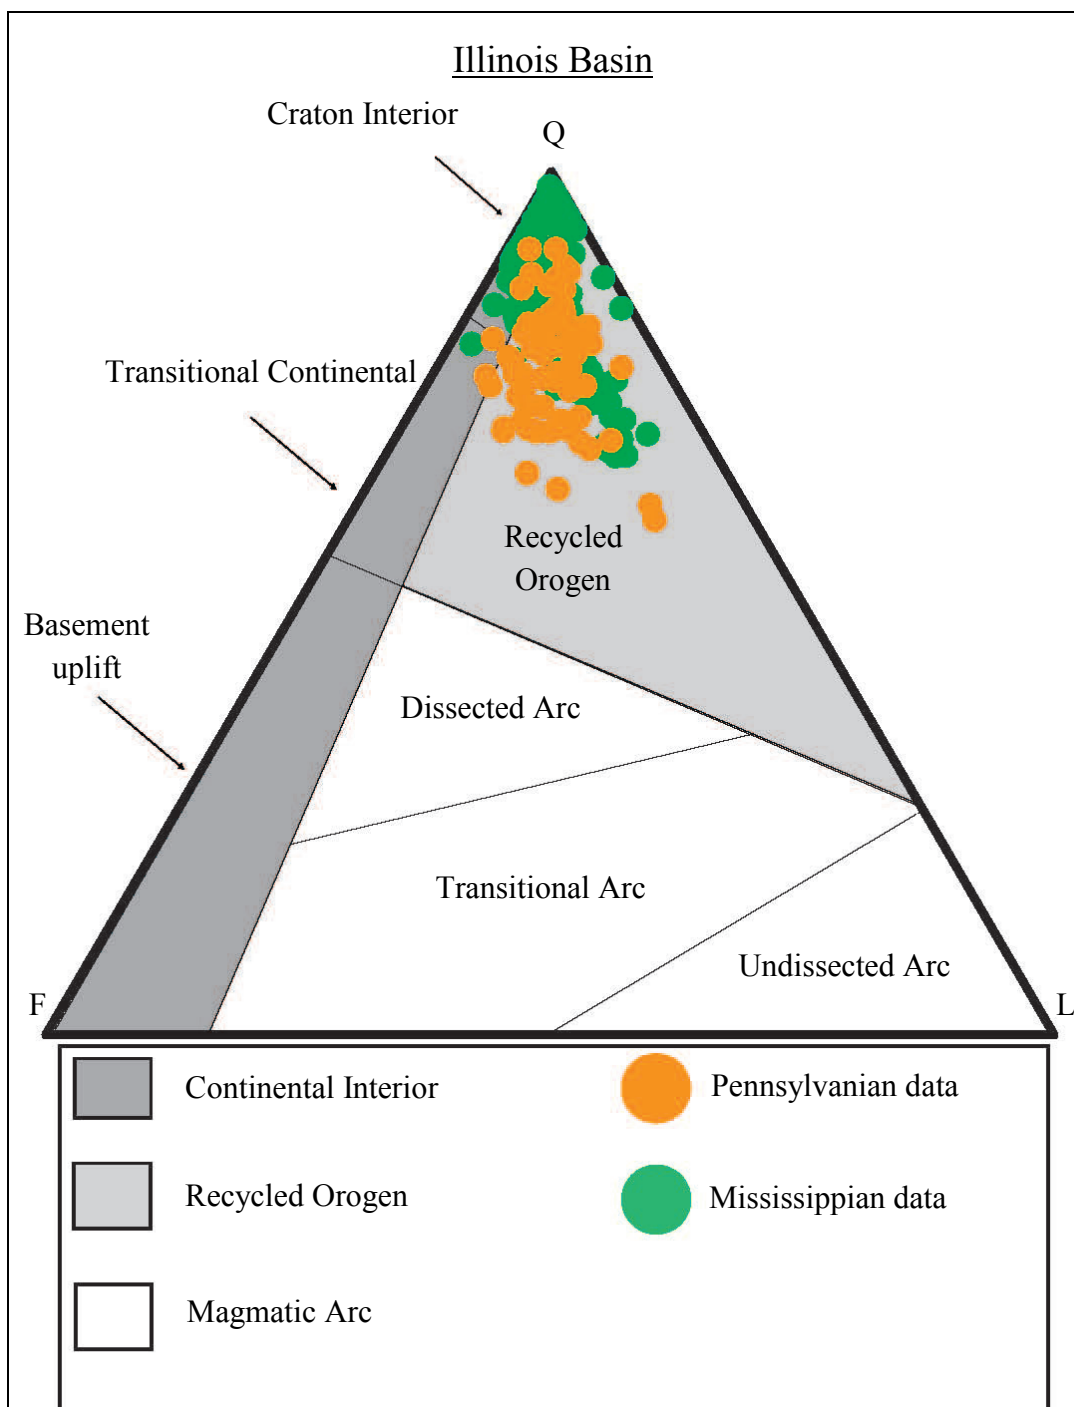 Illinois Basin
Craton Interior
Q
Transitional Continental
Recycled
Orogen
Basement
uplift
Dissected Arc
Transitional Arc
Undissected Arc
F
L
Continental Interior
Pennsylvanian data
Recycled Orogen
Mississippian data
Magmatic Arc